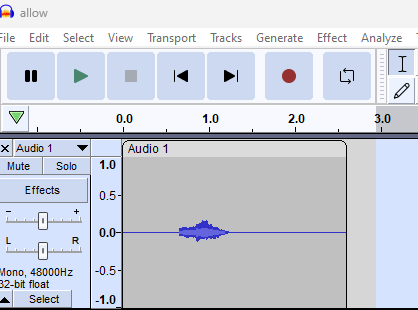 allow
File Edit Select View Transport Tracks Generate Effect Analyze
0.0 1.0 2.0 3.0
Audio 1 Audio 1
Mute Solo
Effects
- +
L R
Mono, 48000Hz
32-bit float
Select
1.0
0.5
0.0
-0.5
-1.0